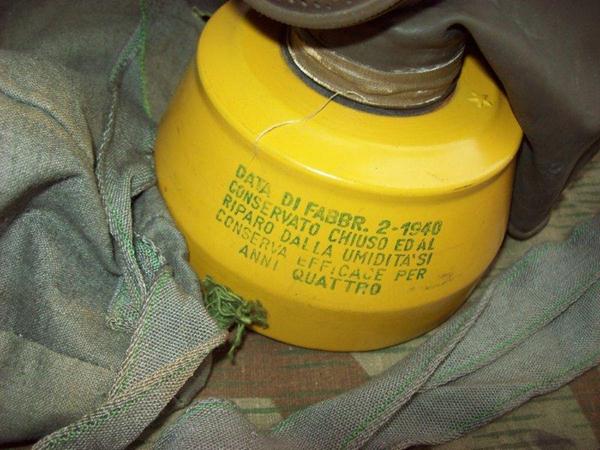 DATA DI FABBR. 2-1940
CONSERVATO CHIUSO ED AL
RIPARO DALLA UMIDITA' SI
CONSERVA EFFICACE PER
ANNI QUATTRO